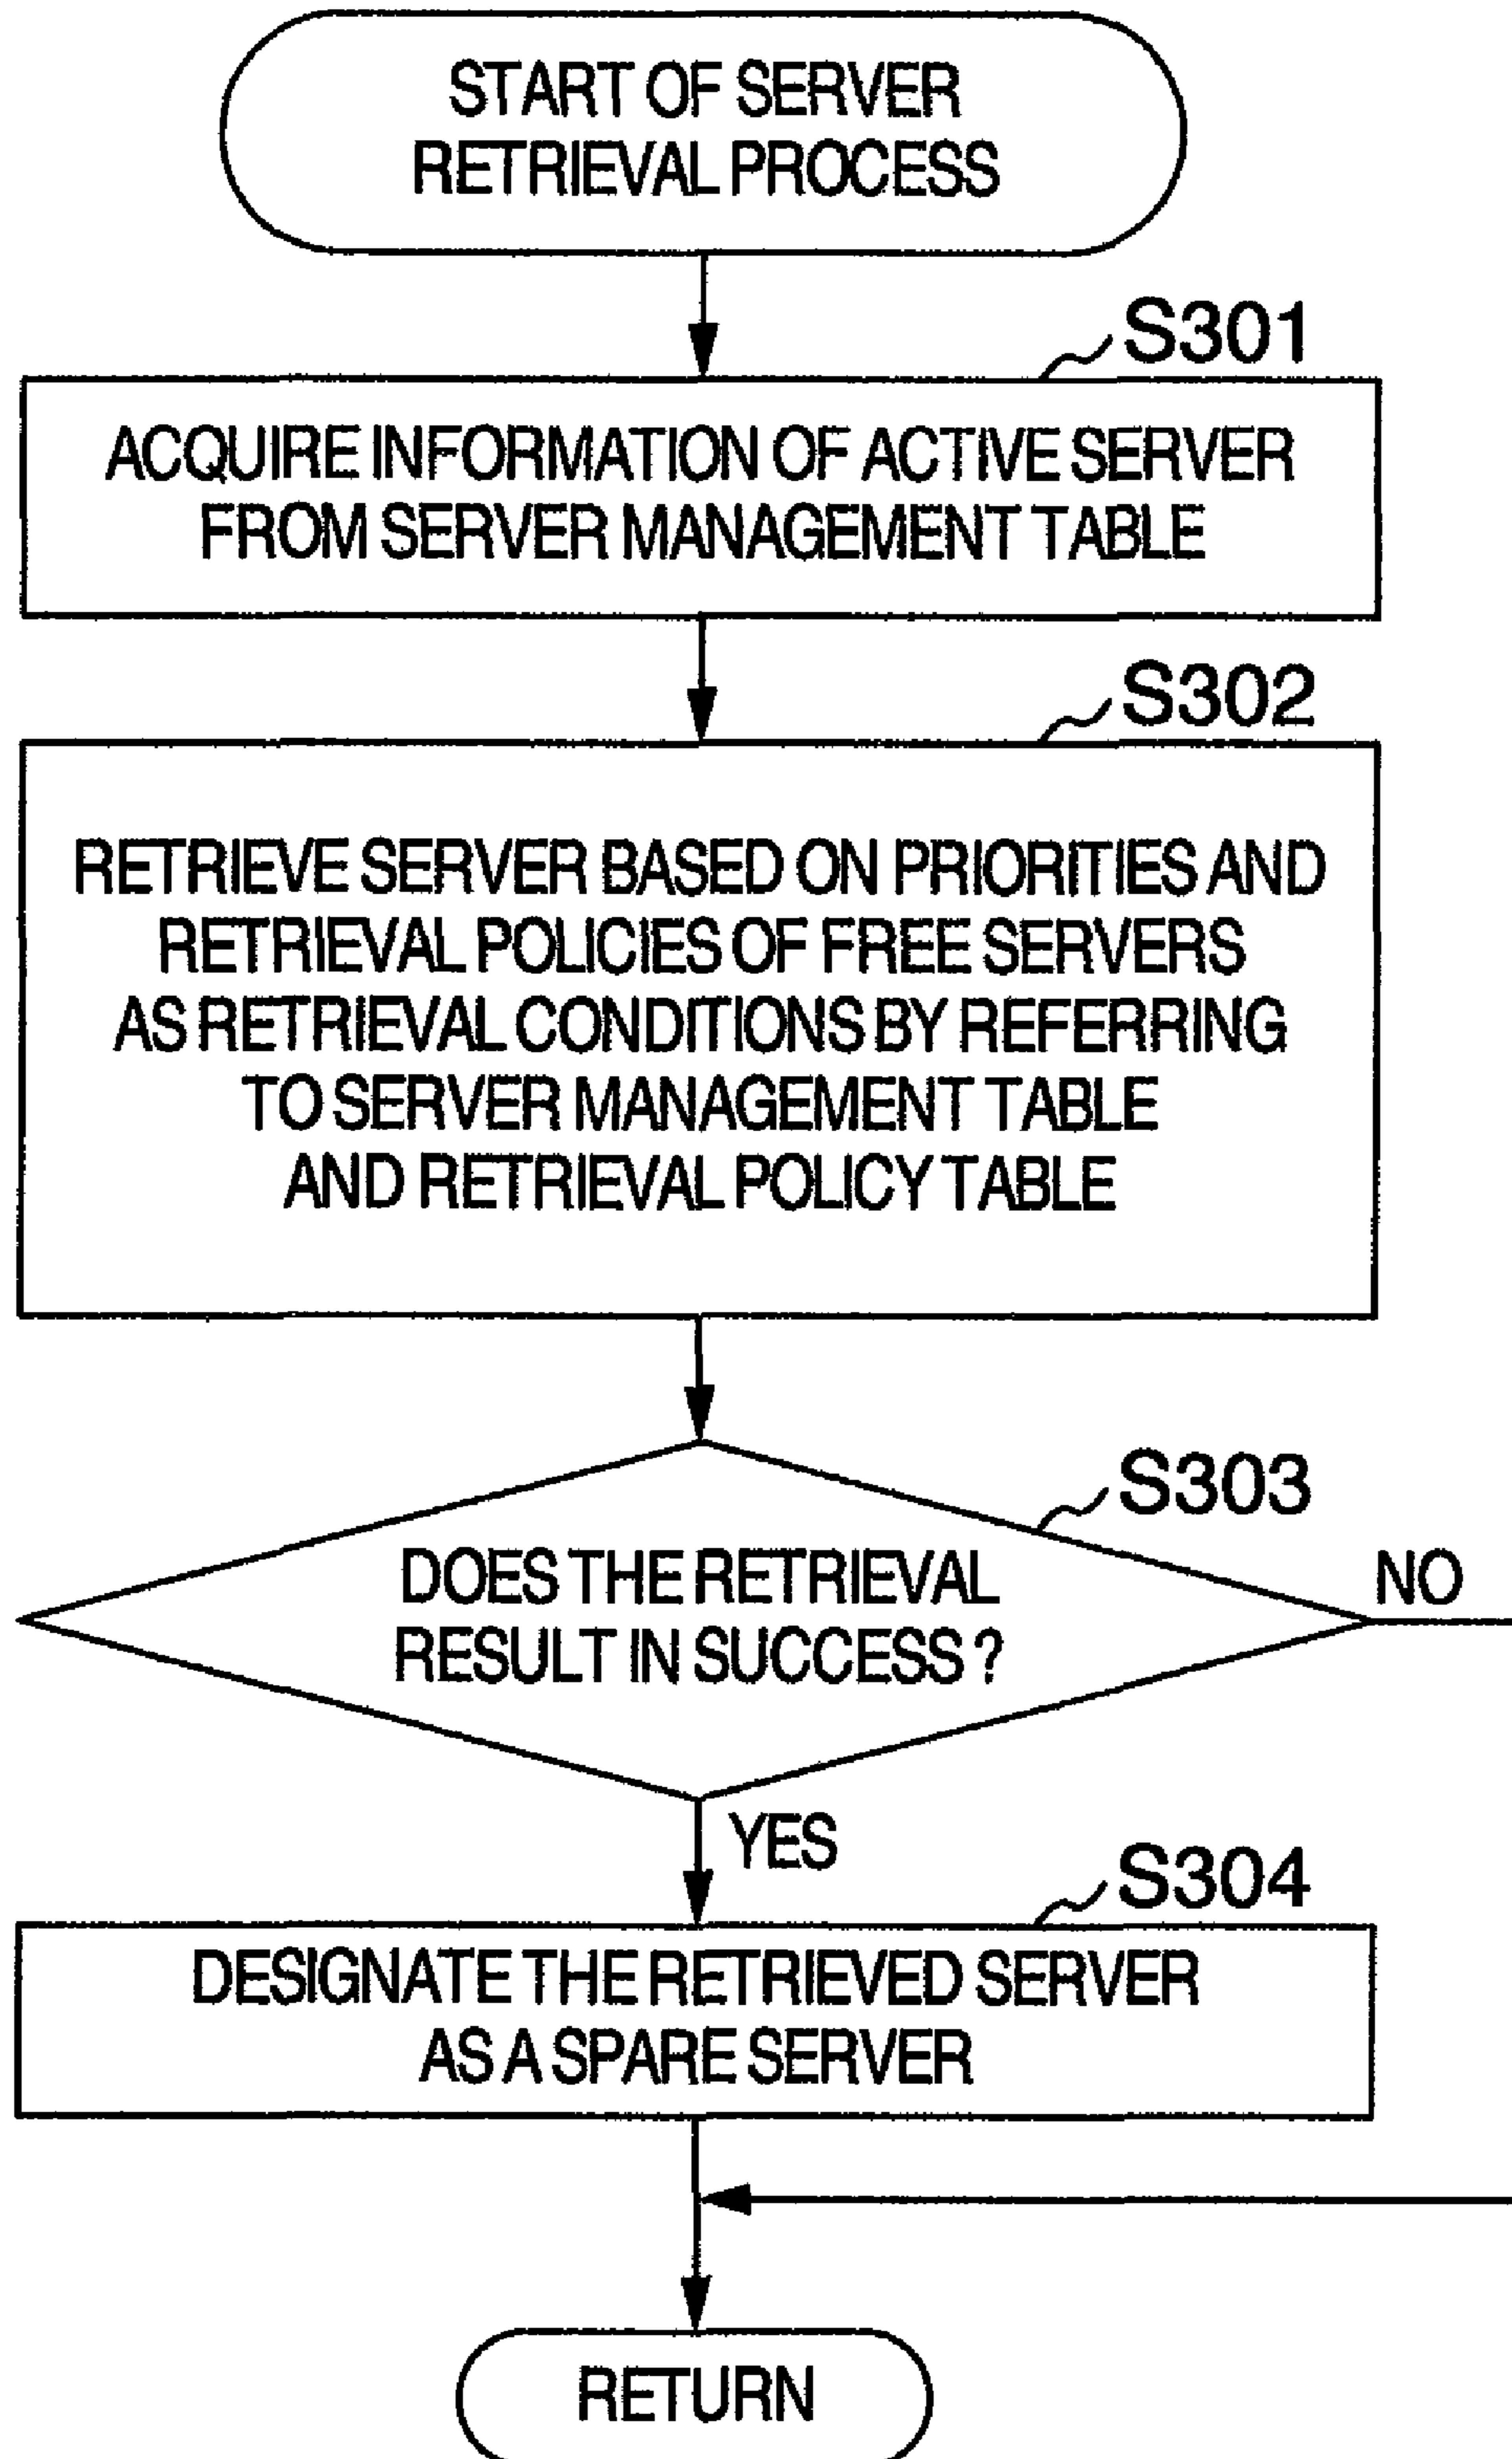 START OF SERVER
RETRIEVAL PROCESS
S301
ACQUIRE INFORMATION OF ACTIVE SERVER
FROM SERVER MANAGEMENT TABLE
S302
RETRIEVE SERVER BASED ON PRIORITIES AND
RETRIEVAL POLICIES OF FREE SERVERS
AS RETRIEVAL CONDITIONS BY REFERRING
TO SERVER MANAGEMENT TABLE
AND RETRIEVAL POLICY TABLE
S303
DOES THE RETRIEVAL
RESULT IN SUCCESS ?
NO
YES
S304
DESIGNATE THE RETRIEVED SERVER
AS A SPARE SERVER
RETURN